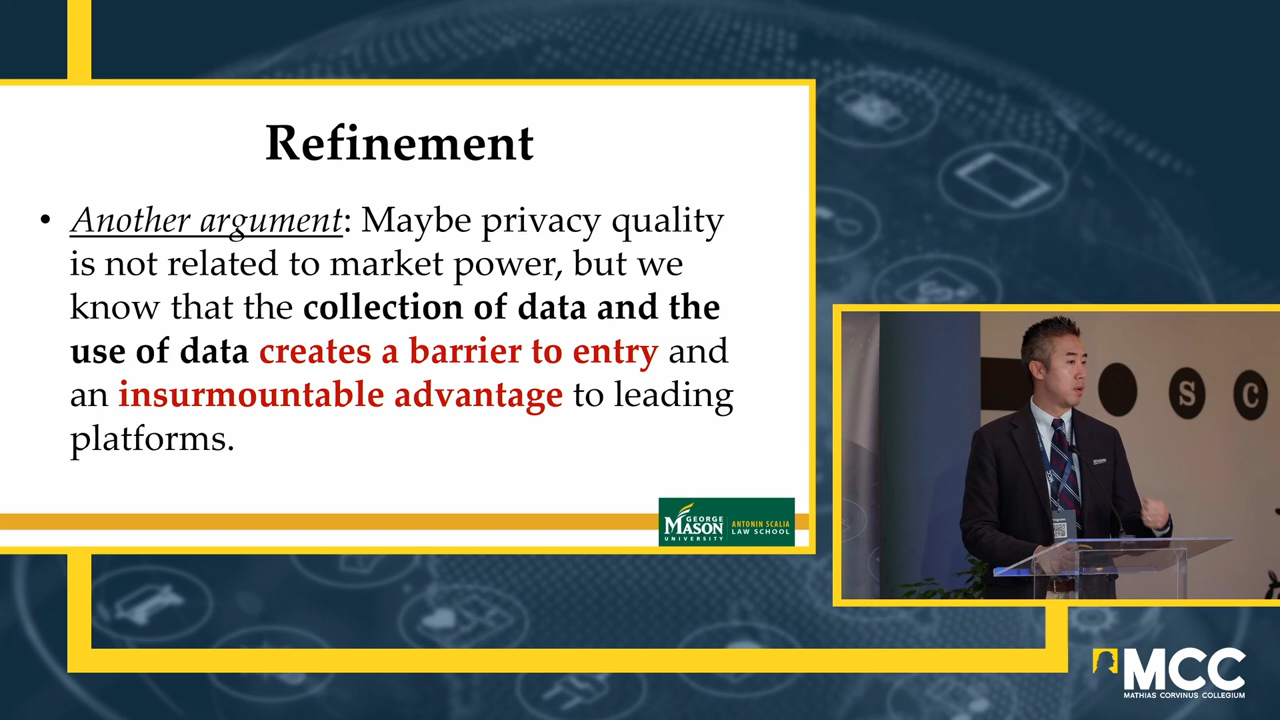 Refinement
• Another argument: Maybe privacy quality
is not related to market power, but we
know that the collection of data and the
use of data creates a barrier to entry and
an insurmountable advantage to leading
platforms.
GEORGE
MASON
UNIVERSITY
ANTONIN SCALIA
LAW SCHOOL
S C
MCC
MATHIAS CORVINUS COLLEGIUM